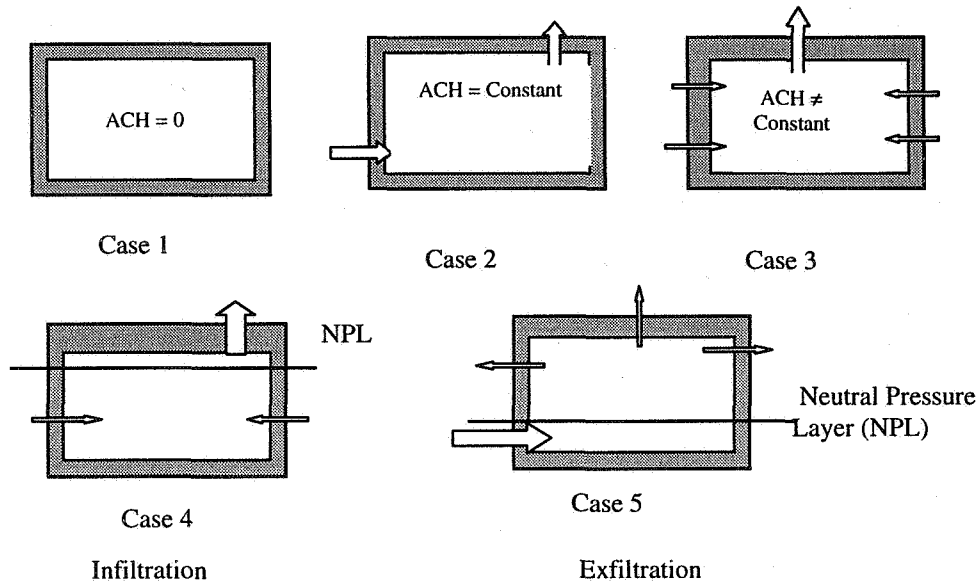 ACH = 0
ACH = Constant
ACH ≠
Constant
Case 1
Case 2
Case 3
NPL
Neutral Pressure
Layer (NPL)
Case 4
Case 5
Infiltration
Exfiltration